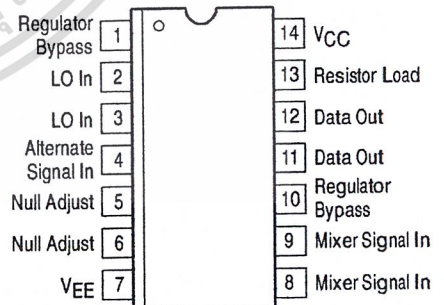 Regulator
Bypass 1
LO In 2
LO In 3
Alternate
Signal In 4
Null Adjust 5
Null Adjust 6
VEE 7
14 VCC
13 Resistor Load
12 Data Out
11 Data Out
10 Regulator
Bypass
9 Mixer Signal In
8 Mixer Signal In